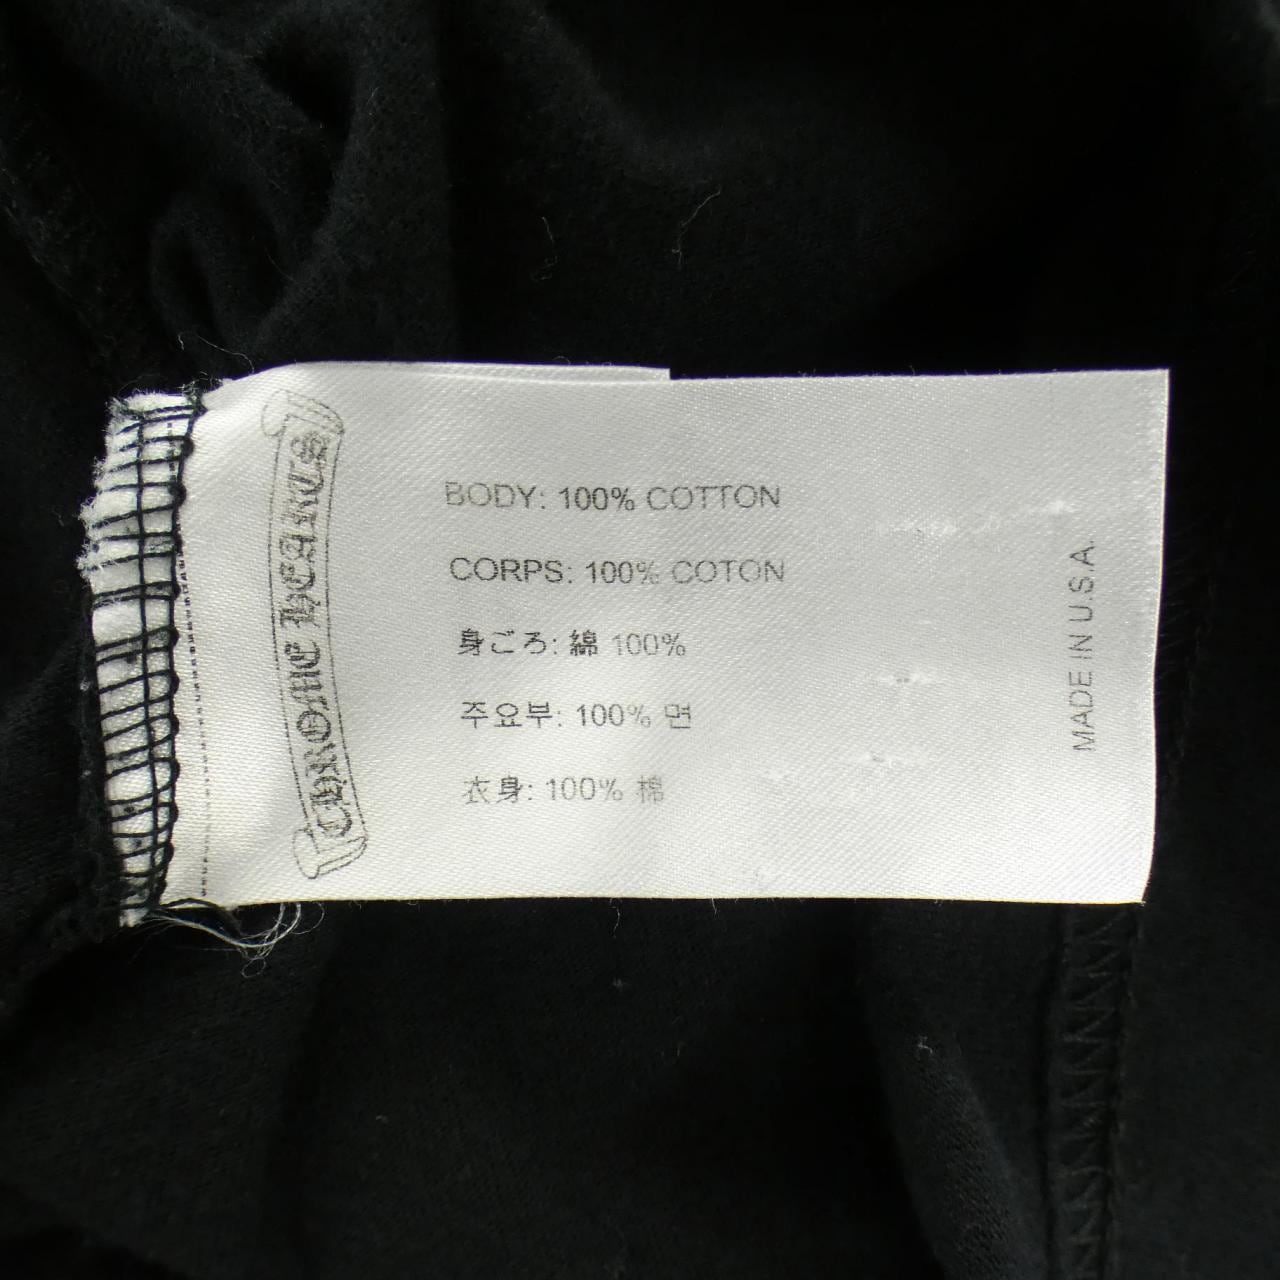 CHROME HEARTS
BODY: 100% COTTON
CORPS: 100% COTON
身ごろ: 綿 100%
주요부: 100% 면
衣身: 100% 棉
MADE IN U.S.A.